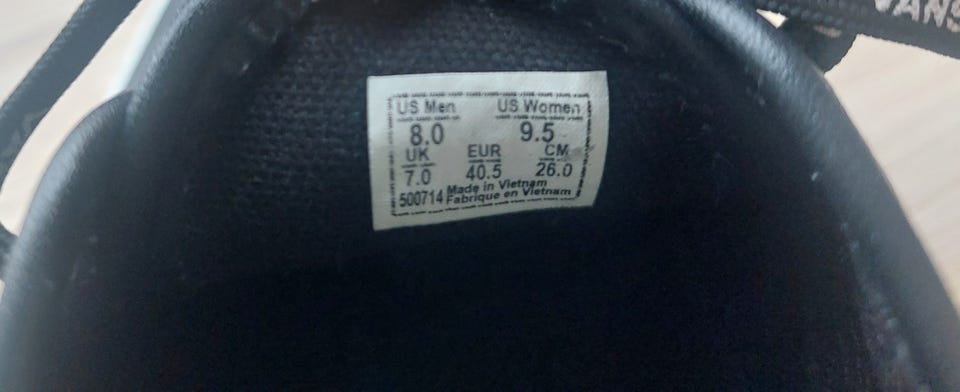 VANS
US Men US Women
8.0 9.5
UK EUR CM
7.0 40.5 26.0
500714 Made in Vietnam
Fabrique en Vietnam